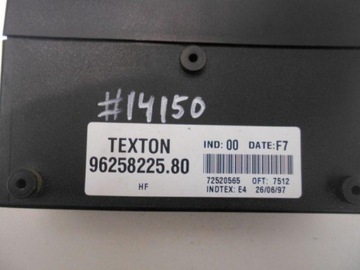 #14150
TEXTON IND: 00 DATE: F7
96258225.80
HF 72520565 OFT: 7512
INDTEX: E4 26/06/97